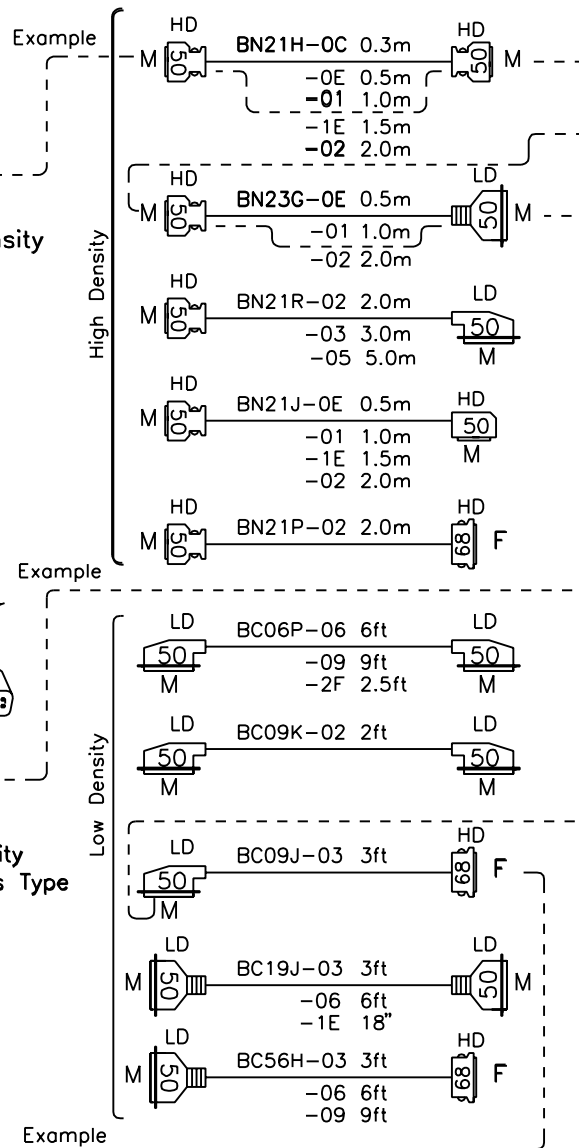 Example
HD HD
M 50 BN21H-0C 0.3m 50 M
-0E 0.5m
-01 1.0m
-1E 1.5m
-02 2.0m
HD LD
M 50 BN23G-0E 0.5m 50 M
-01 1.0m
-02 2.0m
High Density
HD LD
M 50 BN21R-02 2.0m 50
-03 3.0m M
-05 5.0m
HD HD
M 50 BN21J-0E 0.5m 50
-01 1.0m M
-1E 1.5m
-02 2.0m
HD HD
M 50 BN21P-02 2.0m 68 F
Example
LD LD
50 BC06P-06 6ft 50
M -09 9ft M
-2F 2.5ft
LD LD
50 BC09K-02 2ft 50
M M
Low Density
LD HD
50 BC09J-03 3ft 68 F
M
Type
LD LD
M 50 BC19J-03 3ft 50 M
-06 6ft
-1E 18"
LD HD
M 50 BC56H-03 3ft 68 F
-06 6ft
-09 9ft
Example